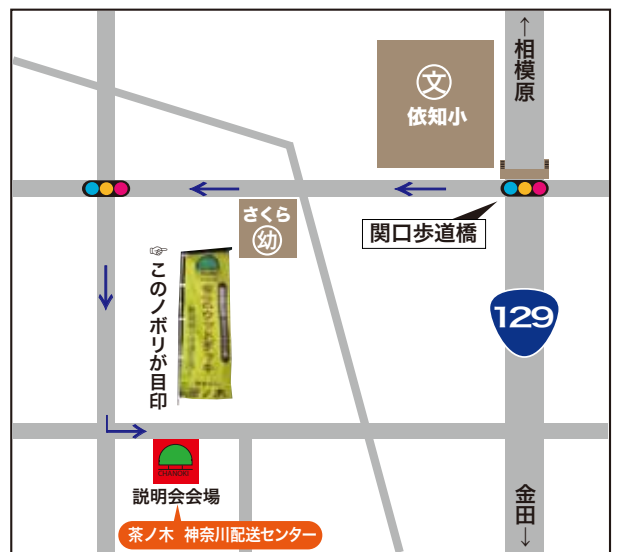 ↑相模原
文
依知小
関口歩道橋
さくら
幼
☞このノボリが目印
129
CHANOKI
説明会会場
茶ノ木 神奈川配送センター
金田↓